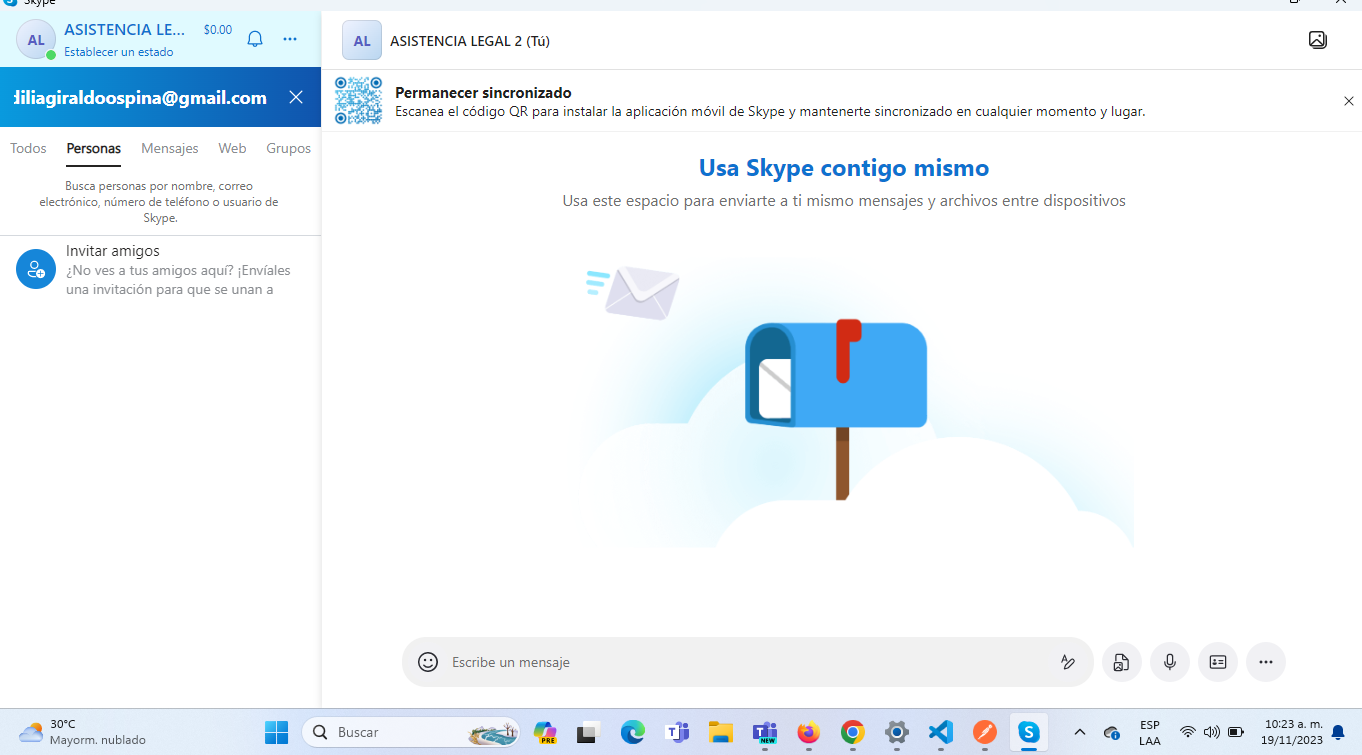 Skype
AL
ASISTENCIA LE...
$0.00
Establecer un estado
diliagiraldoospina@gmail.com
Todos
Personas
Mensajes
Web
Grupos
Busca personas por nombre, correo
electrónico, número de teléfono o usuario de
Skype.
Invitar amigos
¿No ves a tus amigos aquí? ¡Envíales
una invitación para que se unan a
AL
ASISTENCIA LEGAL 2 (Tú)
Permanecer sincronizado
Escanea el código QR para instalar la aplicación móvil de Skype y mantenerte sincronizado en cualquier momento y lugar.
Usa Skype contigo mismo
Usa este espacio para enviarte a ti mismo mensajes y archivos entre dispositivos
Escribe un mensaje
30°C
Mayorm. nublado
Buscar
PRE
NEW
ESP
LAA
10:23 a. m.
19/11/2023